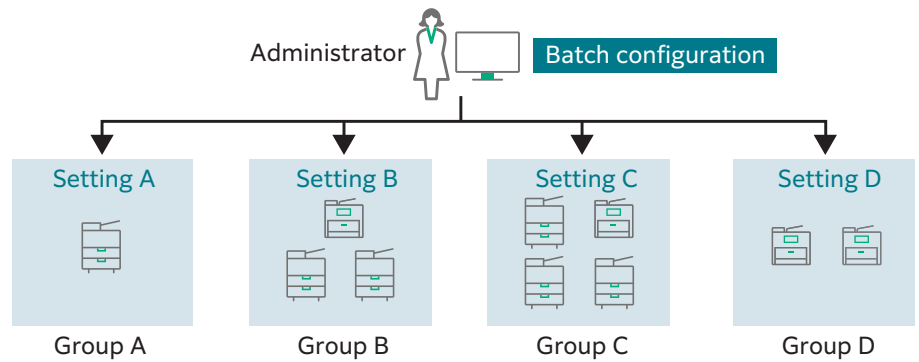 Administrator
Batch configuration
Setting A
Setting B
Setting C
Setting D
Group A
Group B
Group C
Group D